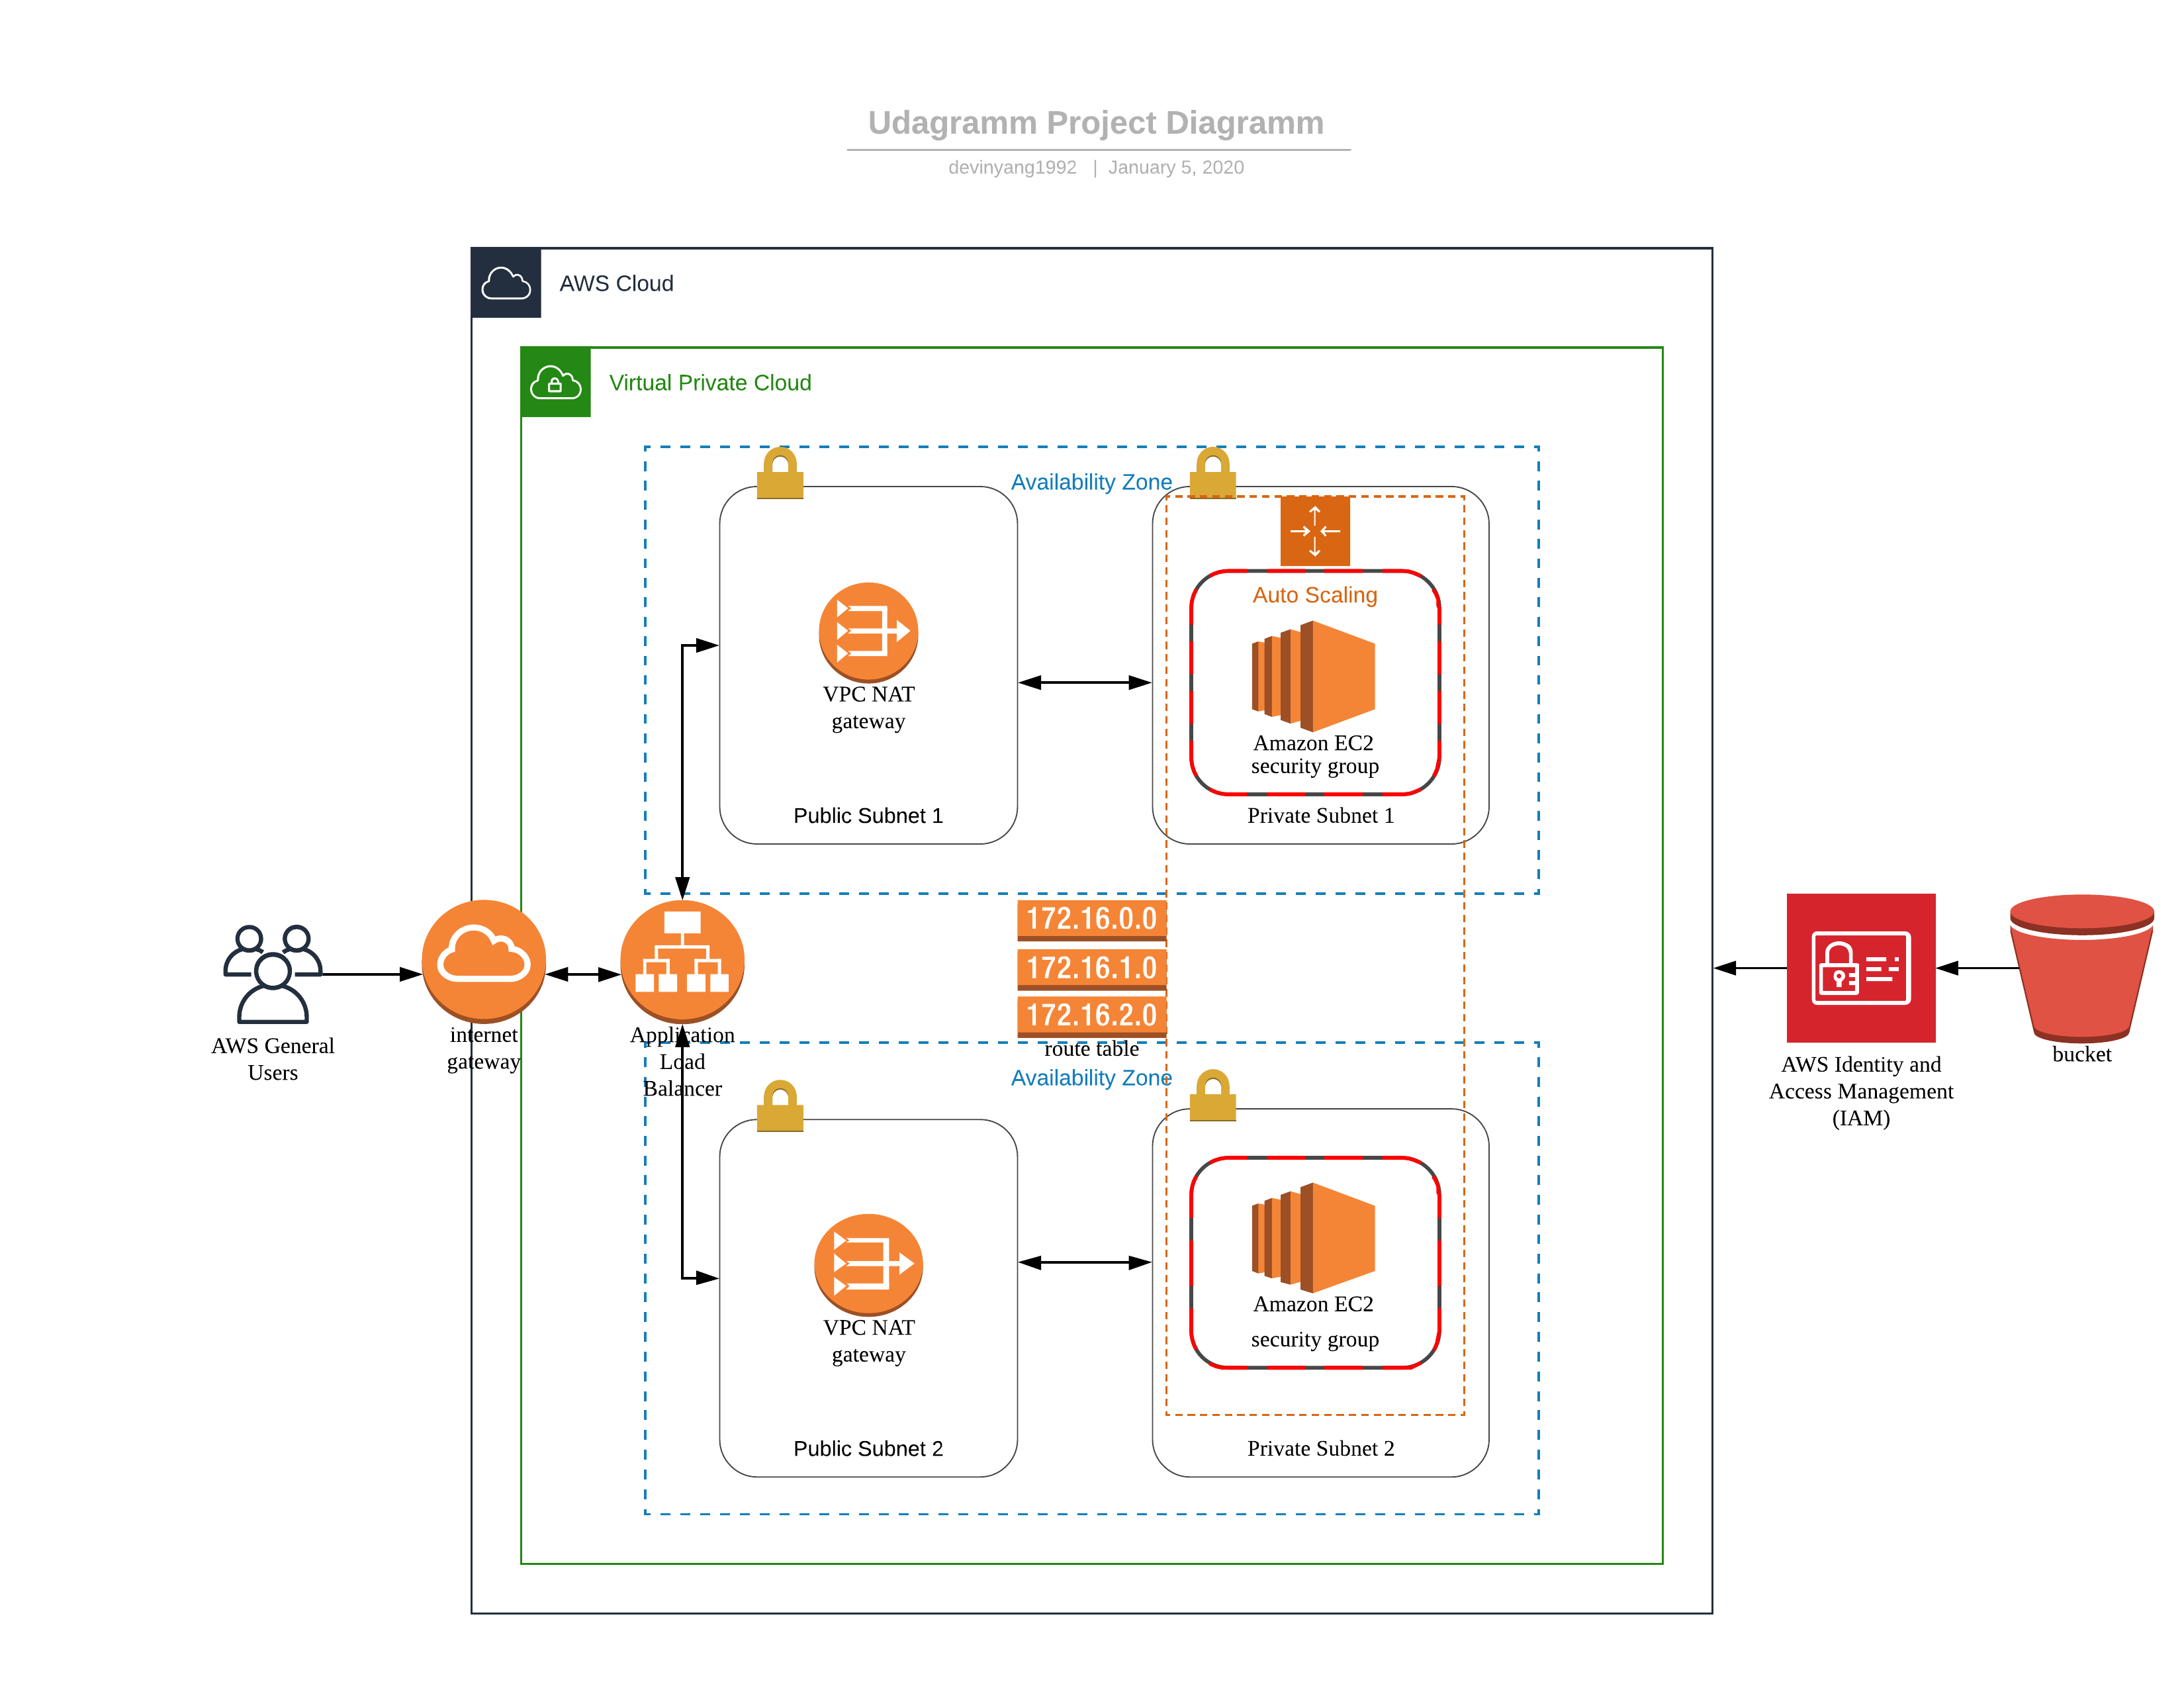 Udagramm Project Diagramm
devinyang1992 | January 5, 2020
AWS Cloud
Virtual Private Cloud
Availability Zone
Auto Scaling
VPC NAT
gateway
Amazon EC2
security group
Public Subnet 1
Private Subnet 1
172.16.0.0
172.16.1.0
172.16.2.0
route table
AWS General
Users
internet
gateway
Application
Load
Balancer
AWS Identity and
Access Management
(IAM)
bucket
Availability Zone
VPC NAT
gateway
Amazon EC2
security group
Public Subnet 2
Private Subnet 2